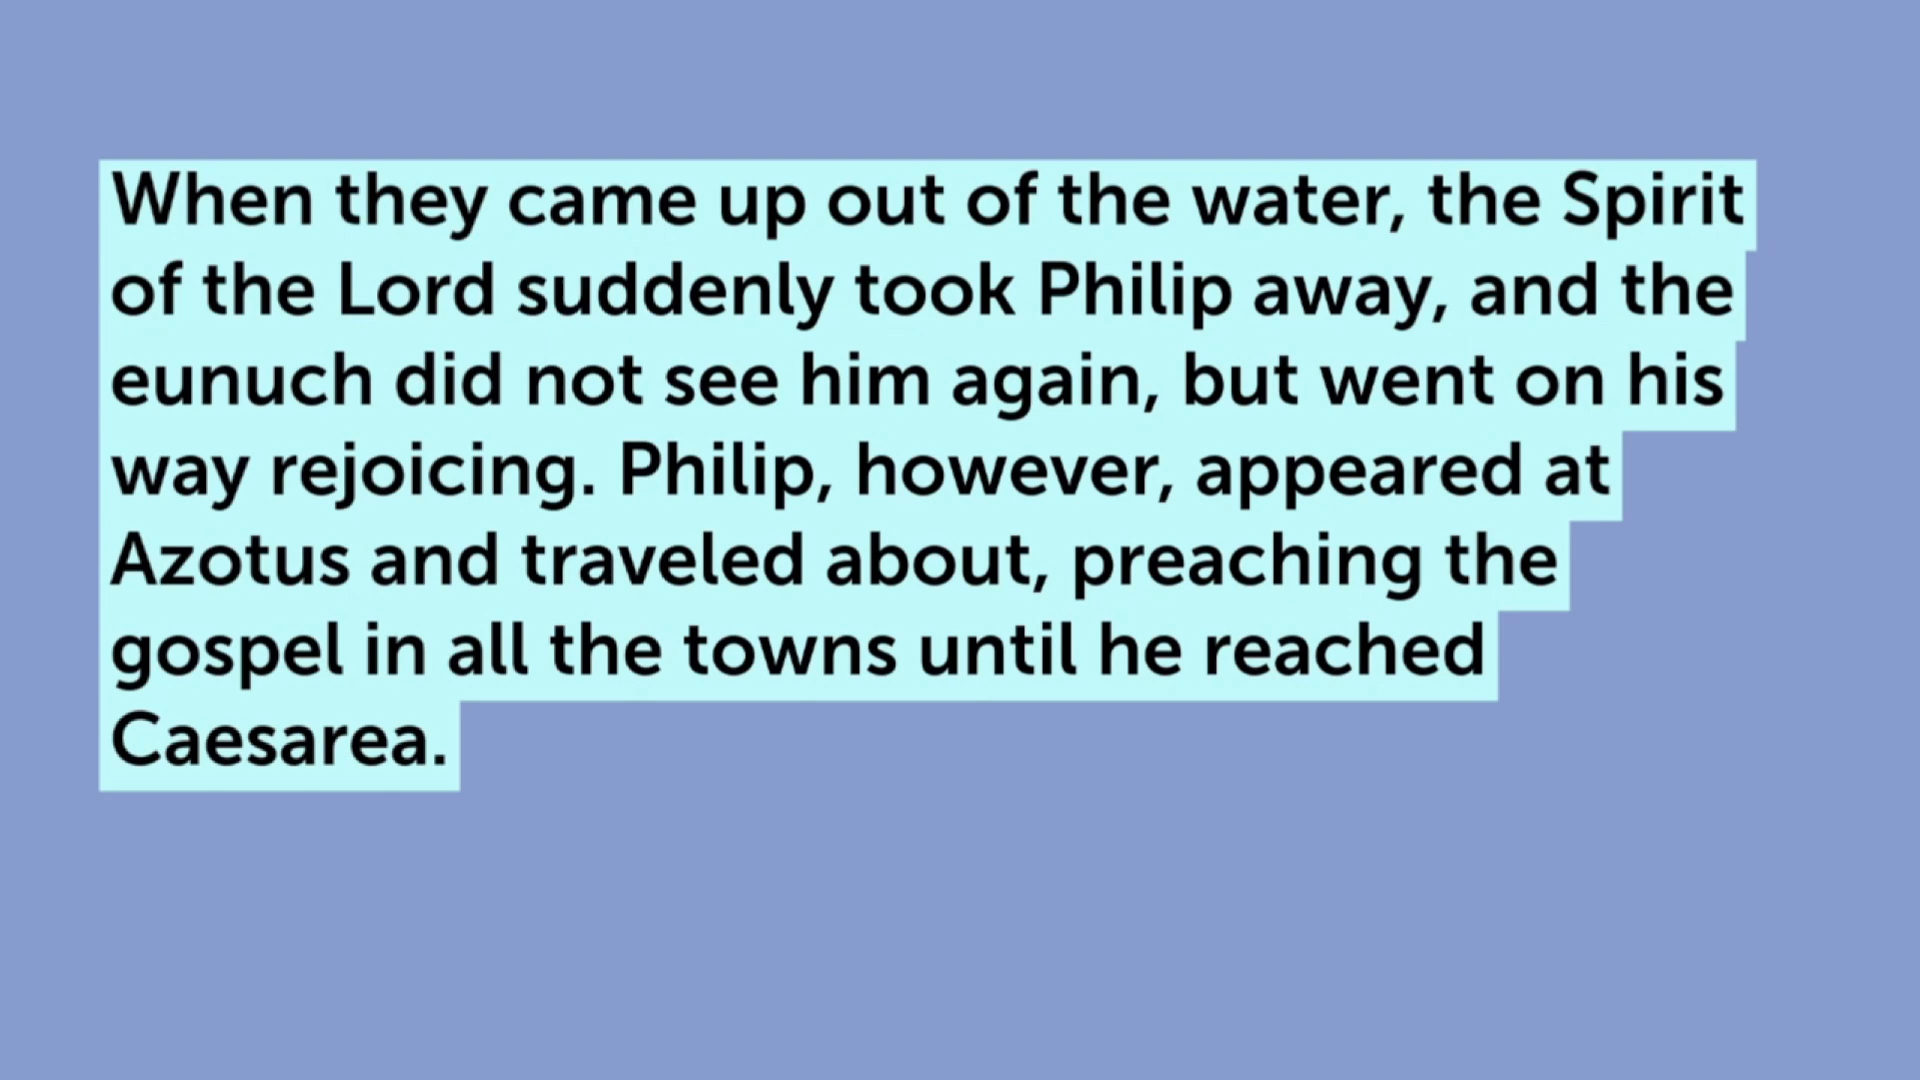 When they came up out of the water, the Spirit
of the Lord suddenly took Philip away, and the
eunuch did not see him again, but went on his
way rejoicing. Philip, however, appeared at
Azotus and traveled about, preaching the
gospel in all the towns until he reached
Caesarea.